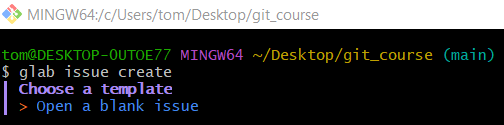 MINGW64:/c/Users/tom/Desktop/git_course
tom@DESKTOP-OUTOE77 MINGW64 ~/Desktop/git_course (main)
$ glab issue create
Choose a template
> Open a blank issue